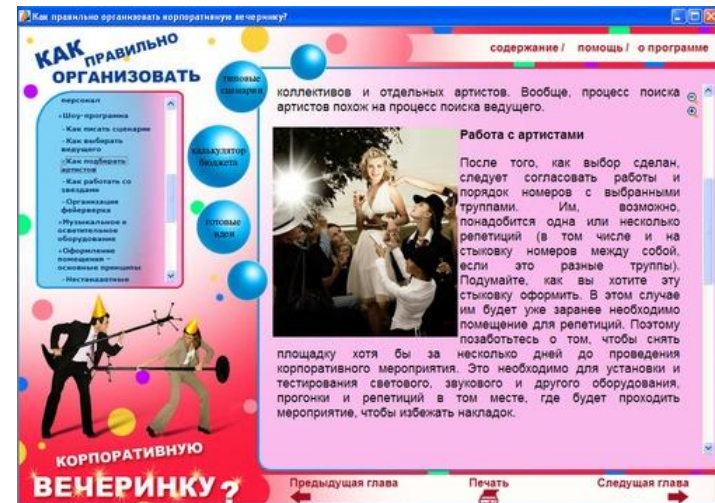 Как правильно организовать корпоративную вечеринку?
КАК ПРАВИЛЬНО
ОРГАНИЗОВАТЬ
содержание / помощь / о программе
типовые
сценарии
калькулятор
бюджета
готовые
идеи
персонал
Шоу-программа
- Как писать сценарии
- Как выбирать
ведущего
- Как подбирать
артистов
- Как работать со
звездами
- Организация
фейерверка
Музыкальное и
осветительное
оборудование
Оформление
помещения –
основные принципы
- Нестандартные
коллективов и отдельных артистов. Вообще, процесс поиска
артистов похож на процесс поиска ведущего.
Работа с артистами
После того, как выбор сделан,
следует согласовать работы и
порядок номеров с выбранными
труппами. Им, возможно,
понадобится одна или несколько
репетиций (в том числе и на
стыковку номеров между собой,
если это разные труппы).
Подумайте, как вы хотите эту
стыковку оформить. В этом случае
им будет уже заранее необходимо
помещение для репетиций. Поэтому
позаботьтесь о том, чтобы снять
площадку хотя бы за несколько дней до проведения
корпоративного мероприятия. Это необходимо для установки и
тестирования светового, звукового и другого оборудования,
прогонки и репетиций в том месте, где будет проходить
мероприятие, чтобы избежать накладок.
КОРПОРАТИВНУЮ
ВЕЧЕРИНКУ?
Предыдущая глава
Печать
Следущая глава